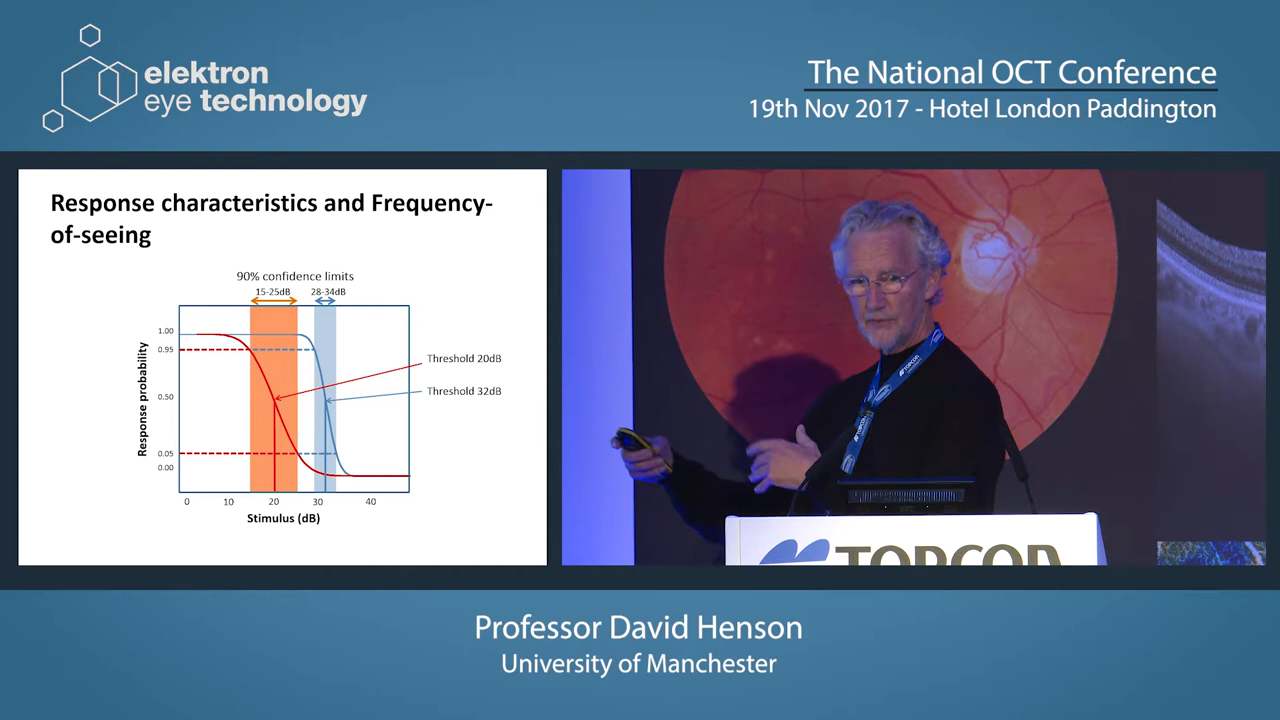 elektron
eye technology
The National OCT Conference
19th Nov 2017 - Hotel London Paddington
Response characteristics and Frequency-
of-seeing
90% confidence limits
15-25dB
28-34dB
1.00
0.95
0.50
0.05
0.00
Response probability
Threshold 20dB
Threshold 32dB
0
10
20
30
40
Stimulus (dB)
TOPCON
TOPCON
TOPCON
Professor David Henson
University of Manchester